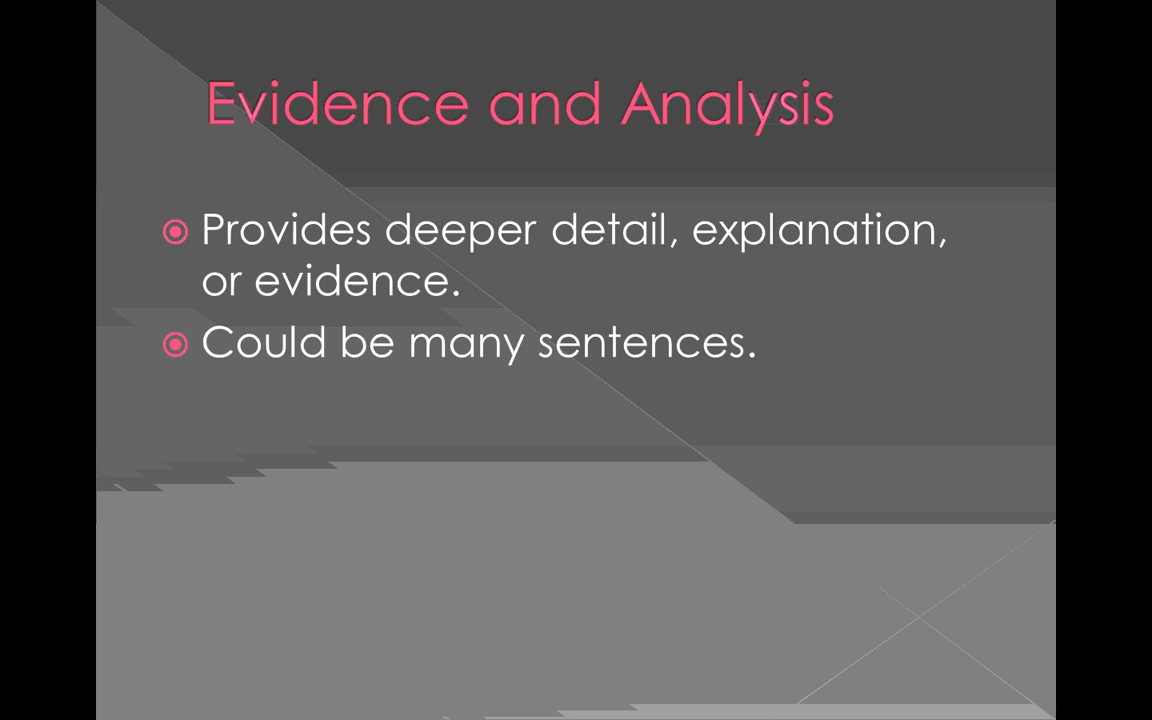 Evidence and Analysis
Provides deeper detail, explanation,
or evidence.
Could be many sentences.